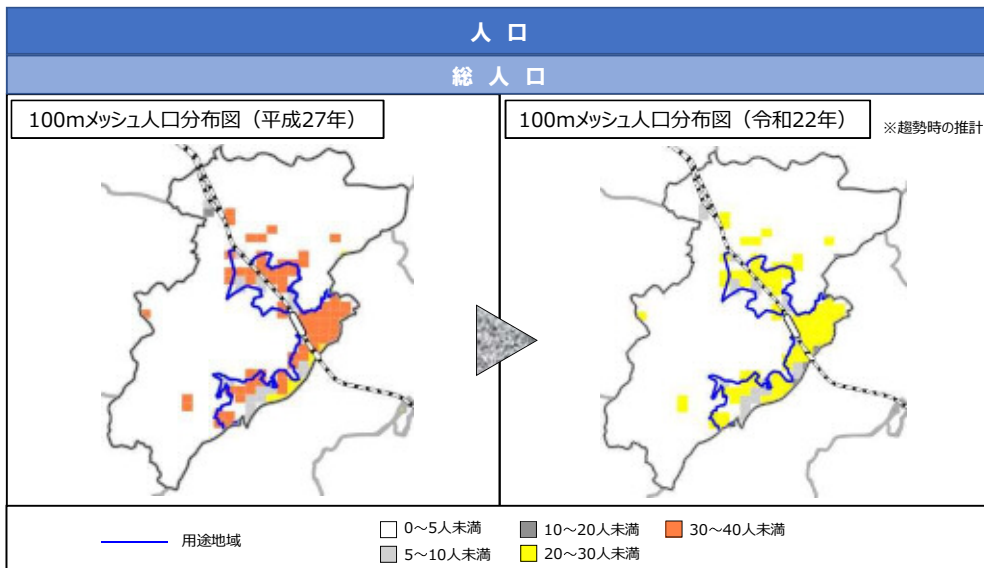 人 口
総 人 口
100mメッシュ人口分布図（平成27年）
100mメッシュ人口分布図（令和22年）
※趨勢時の推計
用途地域
0～5人未満
10～20人未満
30～40人未満
5～10人未満
20～30人未満